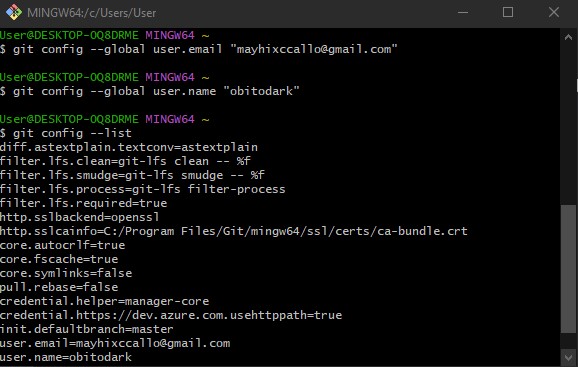 MINGW64:/c/Users/User
User@DESKTOP-OQ8DRME MINGW64 ~
$ git config --global user.email "mayhixccallo@gmail.com"
User@DESKTOP-OQ8DRME MINGW64 ~
$ git config --global user.name "obitodark"
User@DESKTOP-OQ8DRME MINGW64 ~
$ git config --list
diff.astextplain.textconv=astextplain
filter.lfs.clean=git-lfs clean -- %f
filter.lfs.smudge=git-lfs smudge -- %f
filter.lfs.process=git-lfs filter-process
filter.lfs.required=true
http.sslbackend=openssl
http.sslcainfo=C:/Program Files/Git/mingw64/ssl/certs/ca-bundle.crt
core.autocrlf=true
core.fscache=true
core.symlinks=false
pull.rebase=false
credential.helper=manager-core
credential.https://dev.azure.com.usehttppath=true
init.defaultbranch=master
user.email=mayhixccallo@gmail.com
user.name=obitodark